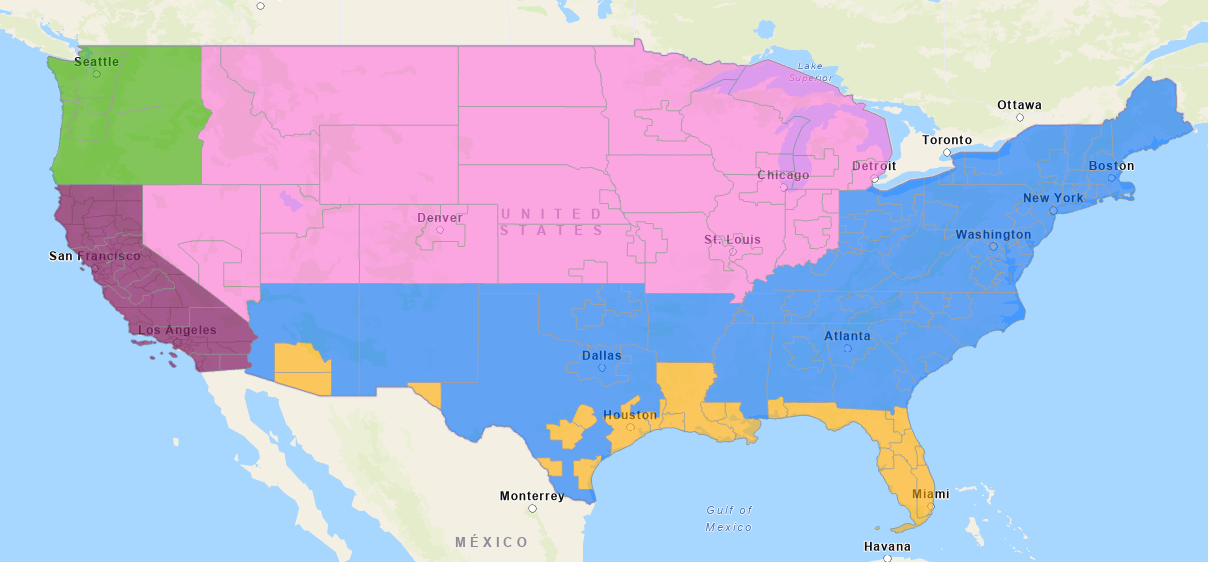 Seattle
Lake
Superior
Ottawa
Toronto
Boston
Detroit
Chicago
New York
Denver
UNITED
STATES
Washington
St. Louis
San Francisco
Los Angeles
Atlanta
Dallas
Houston
Monterrey
Miami
Gulf of
Mexico
MÉXICO
Havana